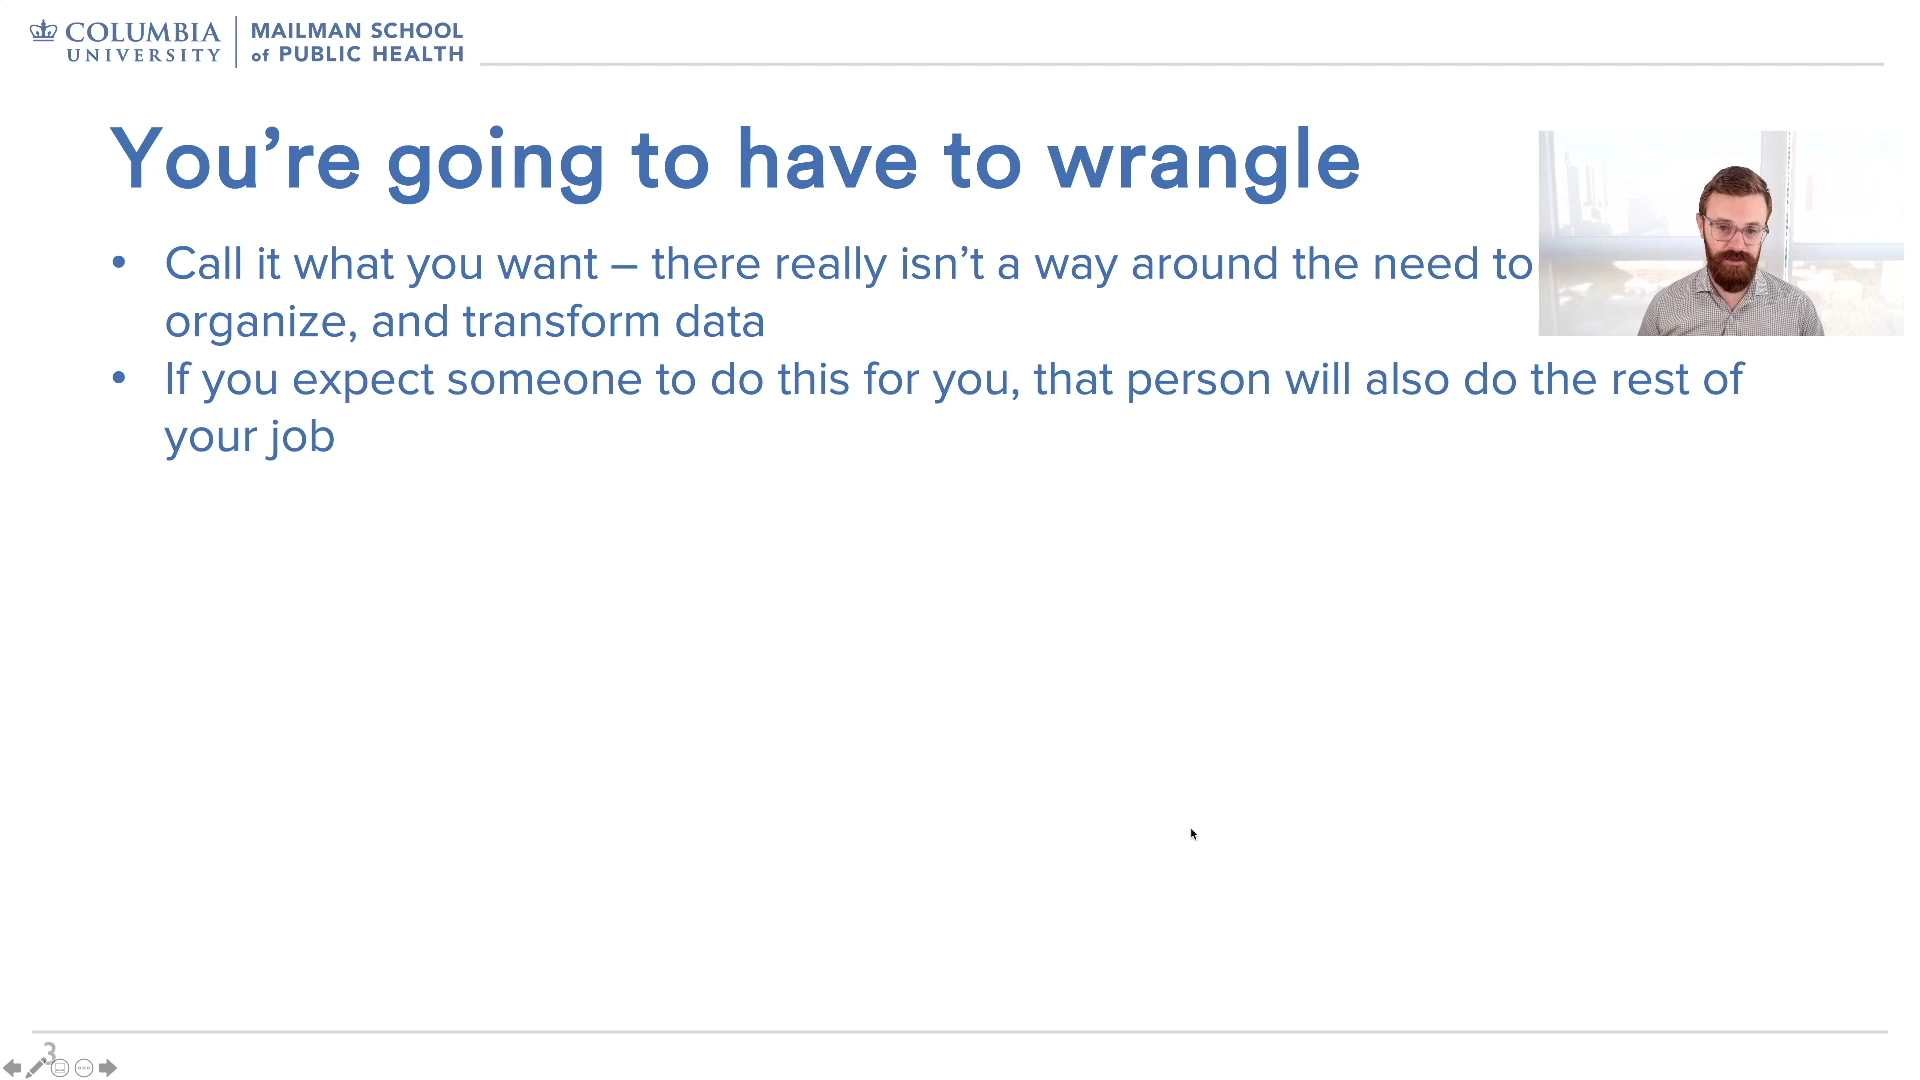 COLUMBIA
UNIVERSITY
MAILMAN SCHOOL
of PUBLIC HEALTH
You’re going to have to wrangle
• Call it what you want – there really isn’t a way around the need to
organize, and transform data
• If you expect someone to do this for you, that person will also do the rest of
your job
3